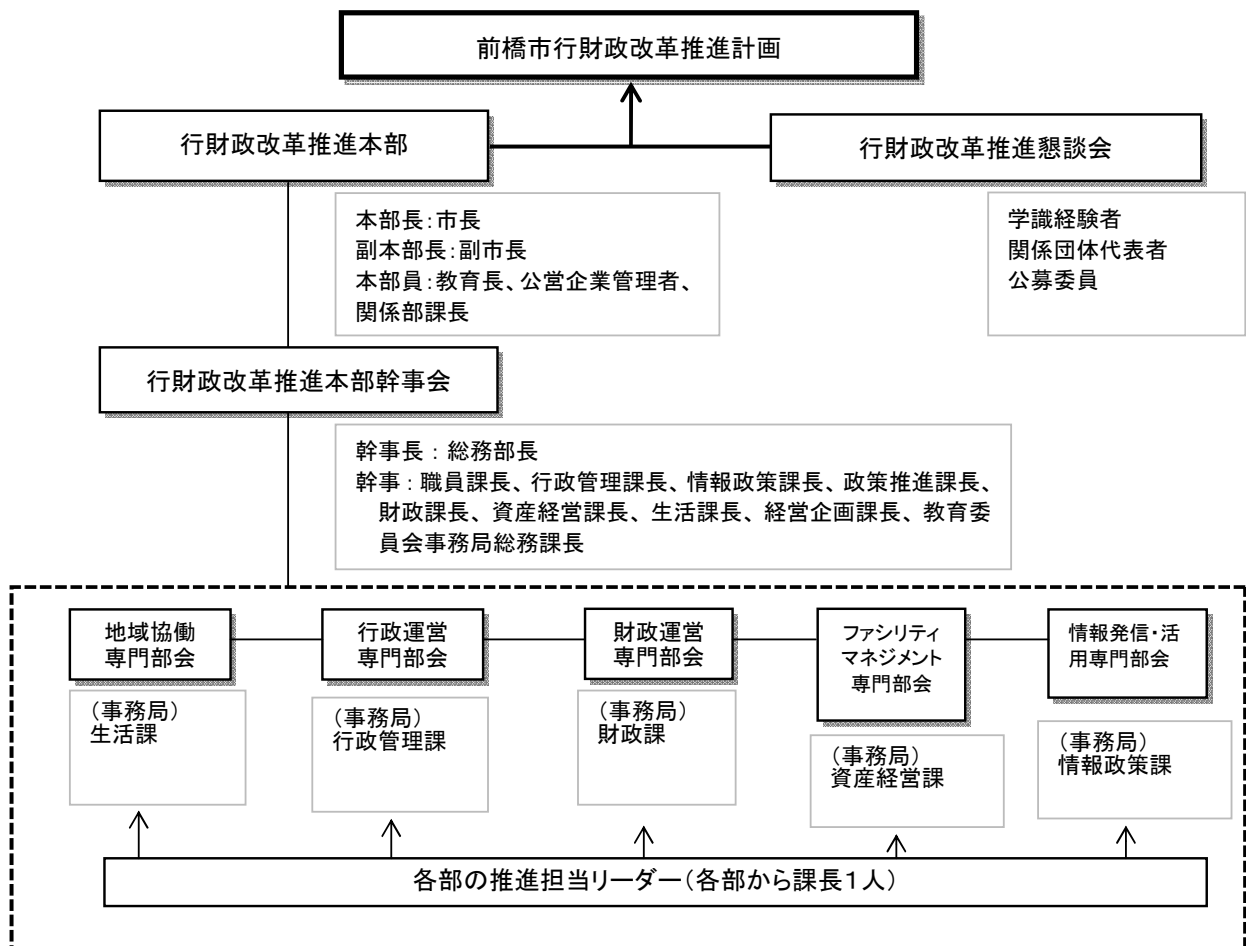 前橋市行財政改革推進計画
行財政改革推進本部
行財政改革推進懇談会
本部長：市長
副本部長：副市長
本部員：教育長、公営企業管理者、
関係部課長
学識経験者
関係団体代表者
公募委員
行財政改革推進本部幹事会
幹事長 ： 総務部長
幹事 ： 職員課長、行政管理課長、情報政策課長、政策推進課長、
財政課長、資産経営課長、生活課長、経営企画課長、教育委
員会事務局総務課長
地域協働
専門部会
行政運営
専門部会
財政運営
専門部会
ファシリティ
マネジメント
専門部会
情報発信・活
用専門部会
（事務局）
生活課
（事務局）
行政管理課
（事務局）
財政課
（事務局）
資産経営課
（事務局）
情報政策課
各部の推進担当リーダー（各部から課長１人）